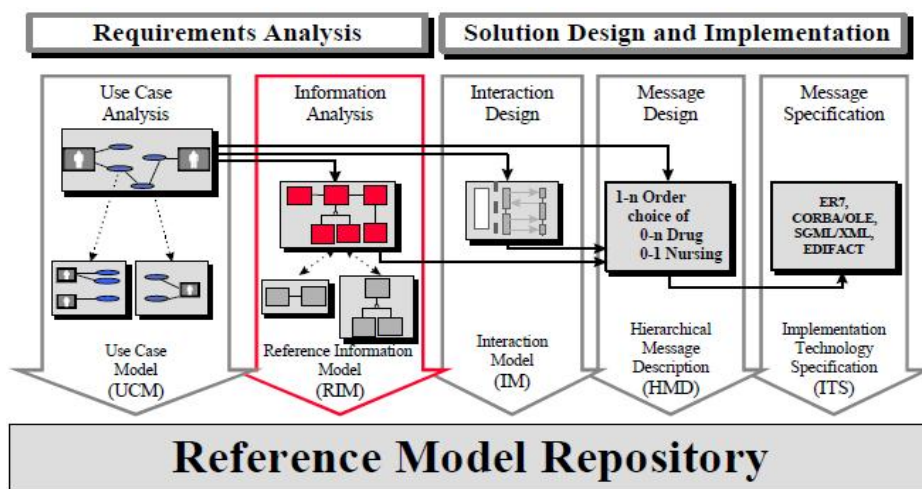 Requirements Analysis
Solution Design and Implementation
Use Case
Analysis
Information
Analysis
Interaction
Design
Message
Design
Message
Specification
1-n Order
choice of
0-n Drug
0-1 Nursing
ER7,
CORBA/OLE,
SGML/XML,
EDIFACT
Use Case
Model
(UCM)
Reference Information
Model
(RIM)
Interaction
Model
(IM)
Hierarchical
Message
Description
(HMD)
Implementation
Technology
Specification
(ITS)
Reference Model Repository